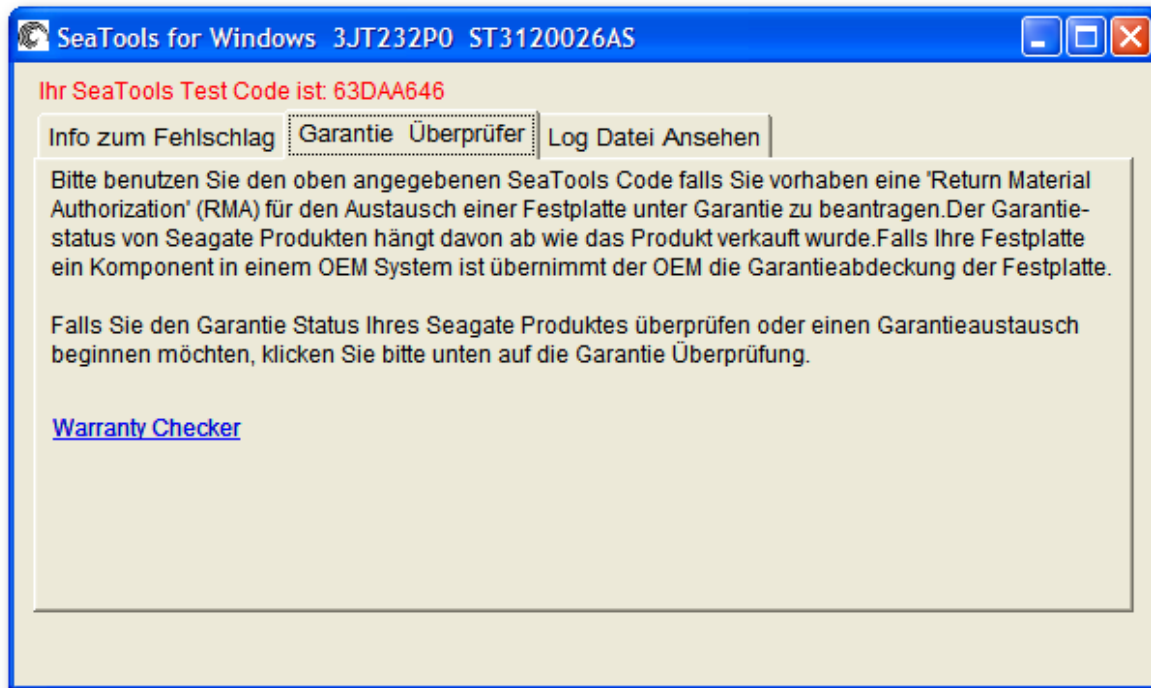 SeaTools for Windows 3JT232P0 ST3120026AS
Ihr SeaTools Test Code ist: 63DAA646
Info zum Fehlschlag Garantie Überprüfer Log Datei Ansehen
Bitte benutzen Sie den oben angegebenen SeaTools Code falls Sie vorhaben eine 'Return Material
Authorization' (RMA) für den Austausch einer Festplatte unter Garantie zu beantragen.Der Garantie-
status von Seagate Produkten hängt davon ab wie das Produkt verkauft wurde.Falls Ihre Festplatte
ein Komponent in einem OEM System ist übernimmt der OEM die Garantieabdeckung der Festplatte.
Falls Sie den Garantie Status Ihres Seagate Produktes überprüfen oder einen Garantieaustausch
beginnen möchten, klicken Sie bitte unten auf die Garantie Überprüfung.
Warranty Checker